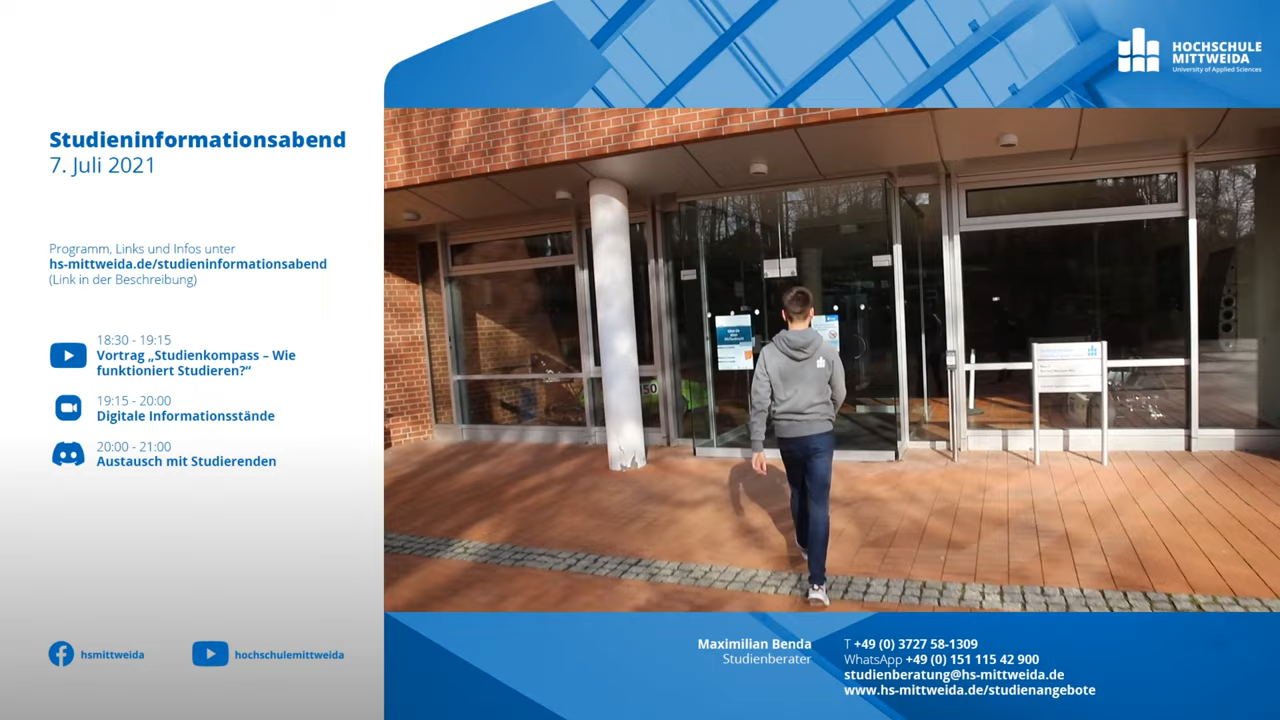 HOCHSCHULE
MITTWEIDA
University of Applied Sciences
Studieninformationsabend
7. Juli 2021
Programm, Links und Infos unter
hs-mittweida.de/studieninformationsabend
(Link in der Beschreibung)
18:30 - 19:15
Vortrag „Studienkompass – Wie
funktioniert Studieren?“
19:15 - 20:00
Digitale Informationsstände
20:00 - 21:00
Austausch mit Studierenden
50
hsmittweida
hochschulemittweida
Maximilian Benda
Studienberater
T +49 (0) 3727 58-1309
WhatsApp +49 (0) 151 115 42 900
studienberatung@hs-mittweida.de
www.hs-mittweida.de/studienangebote